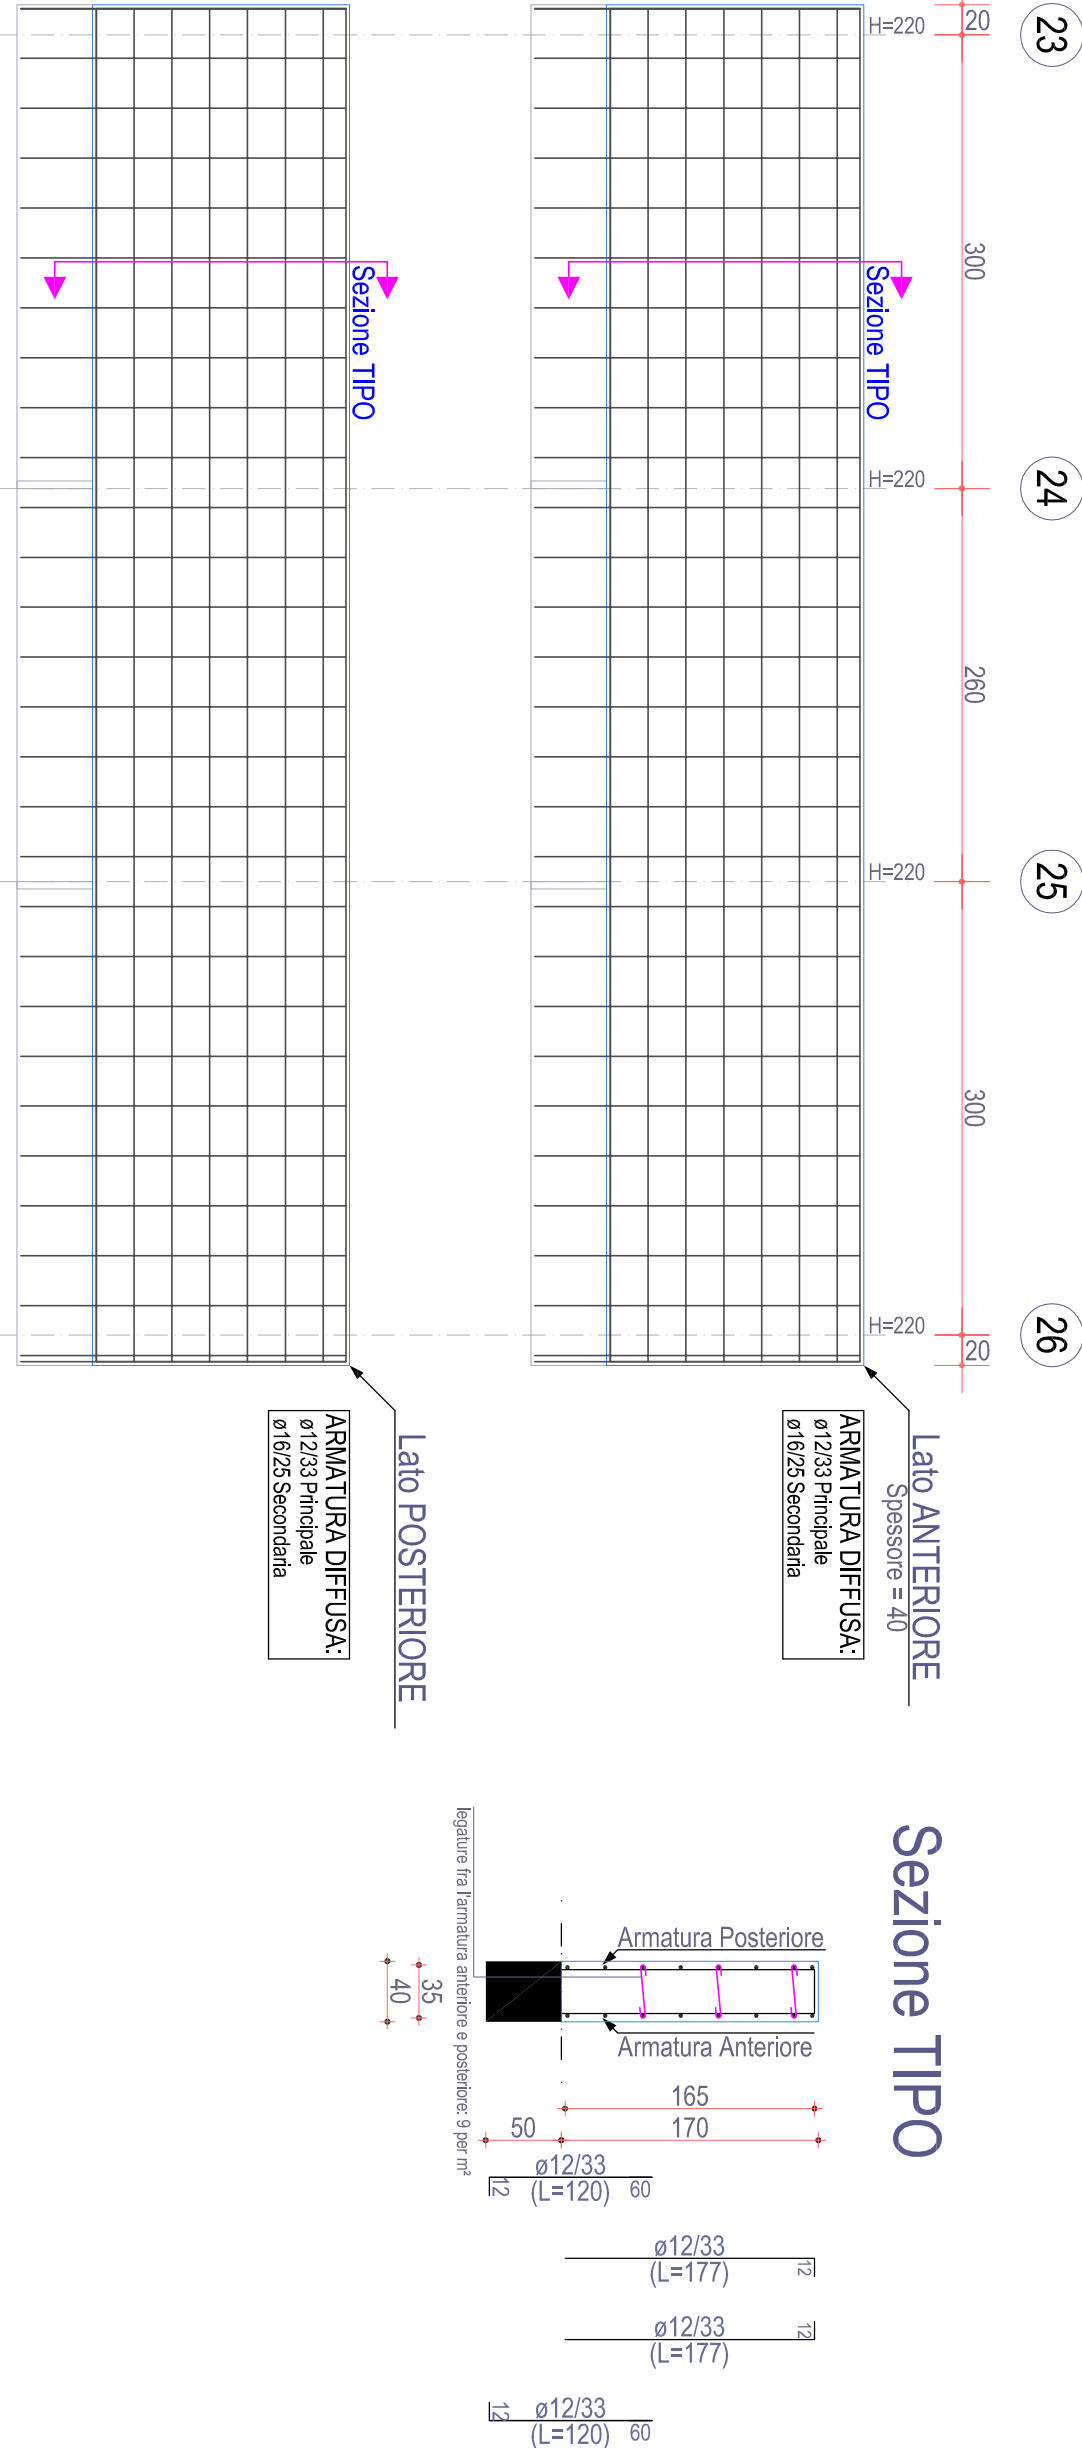 23
24
25
26
20
300
260
300
20
H=220
H=220
H=220
H=220
Sezione TIPO
Lato ANTERIORE
Spessore = 40
ARMATURA DIFFUSA:
ø12/33 Principale
ø16/25 Secondaria
Sezione TIPO
Lato POSTERIORE
ARMATURA DIFFUSA:
ø12/33 Principale
ø16/25 Secondaria
Sezione TIPO
Armatura Posteriore
Armatura Anteriore
legature fra l'armatura anteriore e posteriore: 9 per m²
35
40
165
170
50
ø12/33
(L=120)
60
12
ø12/33
(L=177)
12
ø12/33
(L=177)
12
ø12/33
(L=120)
60
12